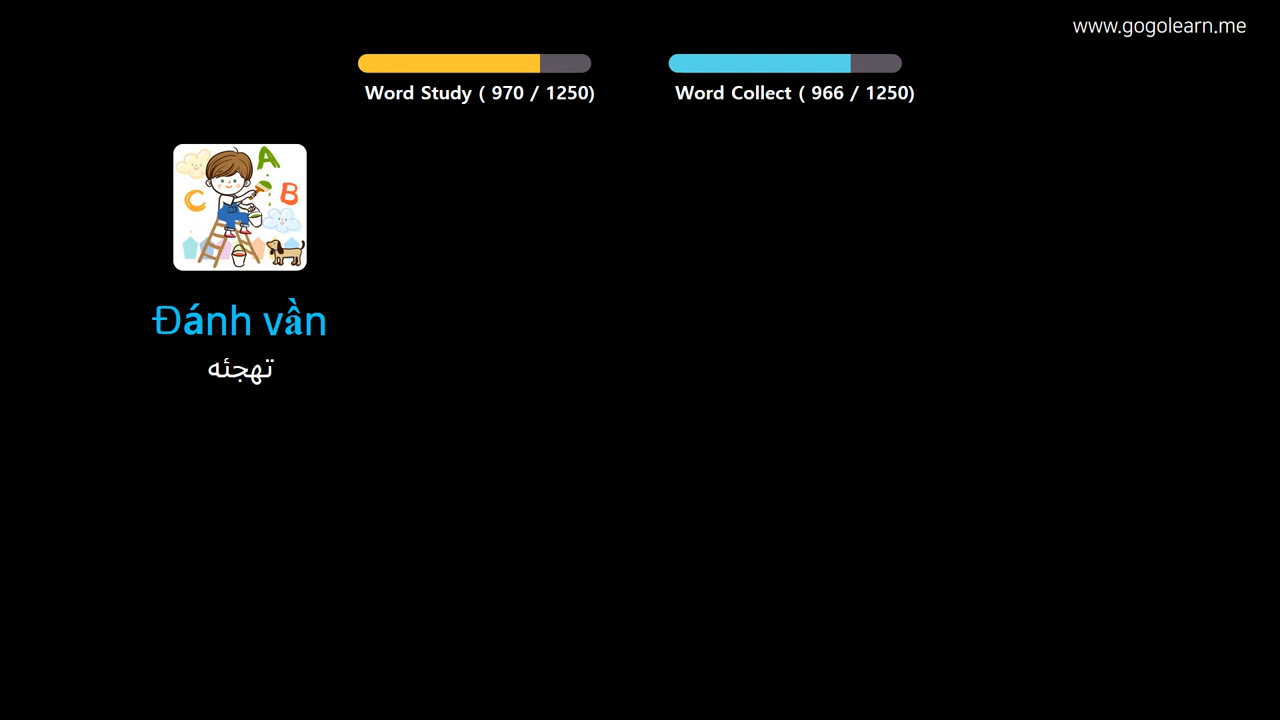 www.gogolearn.me
Word Study ( 970 / 1250)
Word Collect ( 966 / 1250)
A
B
C
Đánh vần
تهجئه